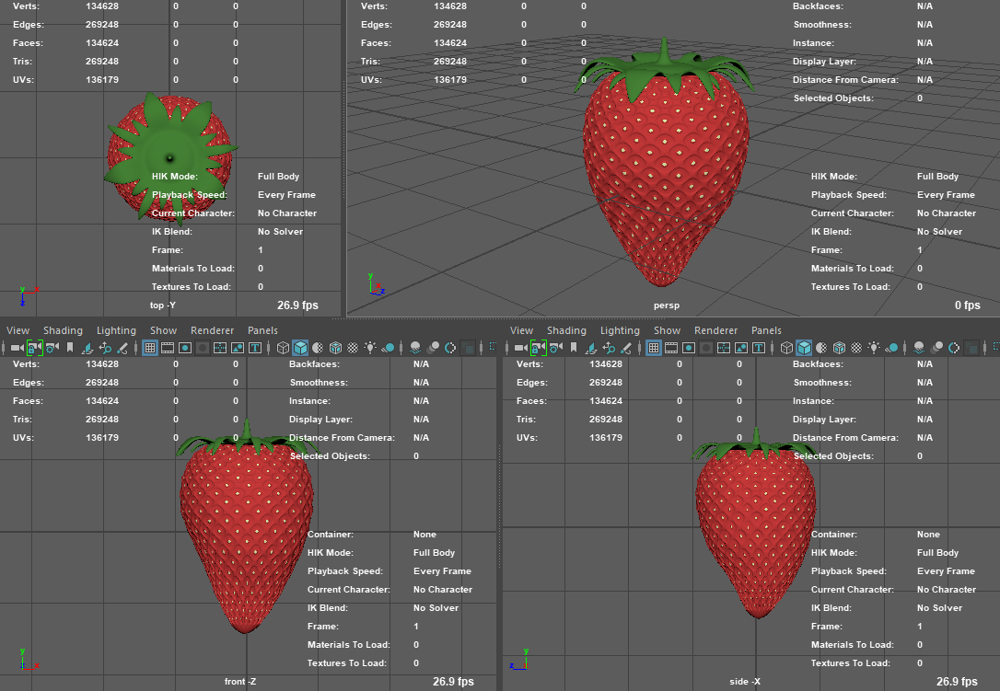 Verts: 134628 0 0
Edges: 269248 0 0
Faces: 134624 0 0
Tris: 269248 0 0
UVs: 136179 0 0
HIK Mode: Full Body
Playback Speed: Every Frame
Current Character: No Character
IK Blend: No Solver
Frame: 1
Materials To Load: 0
Textures To Load: 0
y x z
top -Y 26.9 fps
Verts: 134628 0 0 Backfaces: N/A
Edges: 269248 0 0 Smoothness: N/A
Faces: 134624 0 0 Instance: N/A
Tris: 269248 0 0 Display Layer: N/A
UVs: 136179 0 0 Distance From Camera: N/A
Selected Objects: 0
HIK Mode: Full Body
Playback Speed: Every Frame
Current Character: No Character
IK Blend: No Solver
Frame: 1
Materials To Load: 0
Textures To Load: 0
y x z
persp 0 fps
View Shading Lighting Show Renderer Panels
Verts: 134628 0 0 Backfaces: N/A
Edges: 269248 0 0 Smoothness: N/A
Faces: 134624 0 0 Instance: N/A
Tris: 269248 0 0 Display Layer: N/A
UVs: 136179 0 0 Distance From Camera: N/A
Selected Objects: 0
Container: None
HIK Mode: Full Body
Playback Speed: Every Frame
Current Character: No Character
IK Blend: No Solver
Frame: 1
Materials To Load: 0
Textures To Load: 0
y x
front -Z 26.9 fps
View Shading Lighting Show Renderer Panels
Verts: 134628 0 0 Backfaces: N/A
Edges: 269248 0 0 Smoothness: N/A
Faces: 134624 0 0 Instance: N/A
Tris: 269248 0 0 Display Layer: N/A
UVs: 136179 0 0 Distance From Camera: N/A
Selected Objects: 0
Container: None
HIK Mode: Full Body
Playback Speed: Every Frame
Current Character: No Character
IK Blend: No Solver
Frame: 1
Materials To Load: 0
Textures To Load: 0
y z x
side -X 26.9 fps